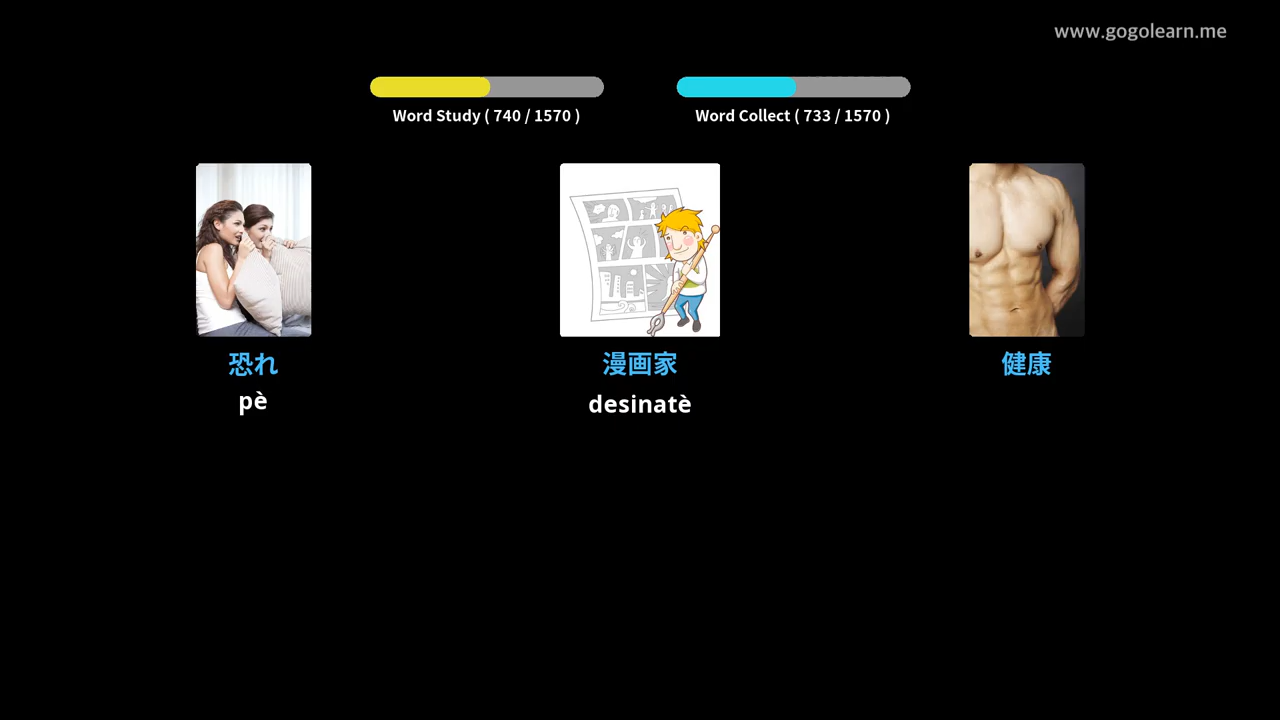 www.gogolearn.me
Word Study ( 740 / 1570 )
Word Collect ( 733 / 1570 )
恐れ
漫画家
健康
pè
desinatè